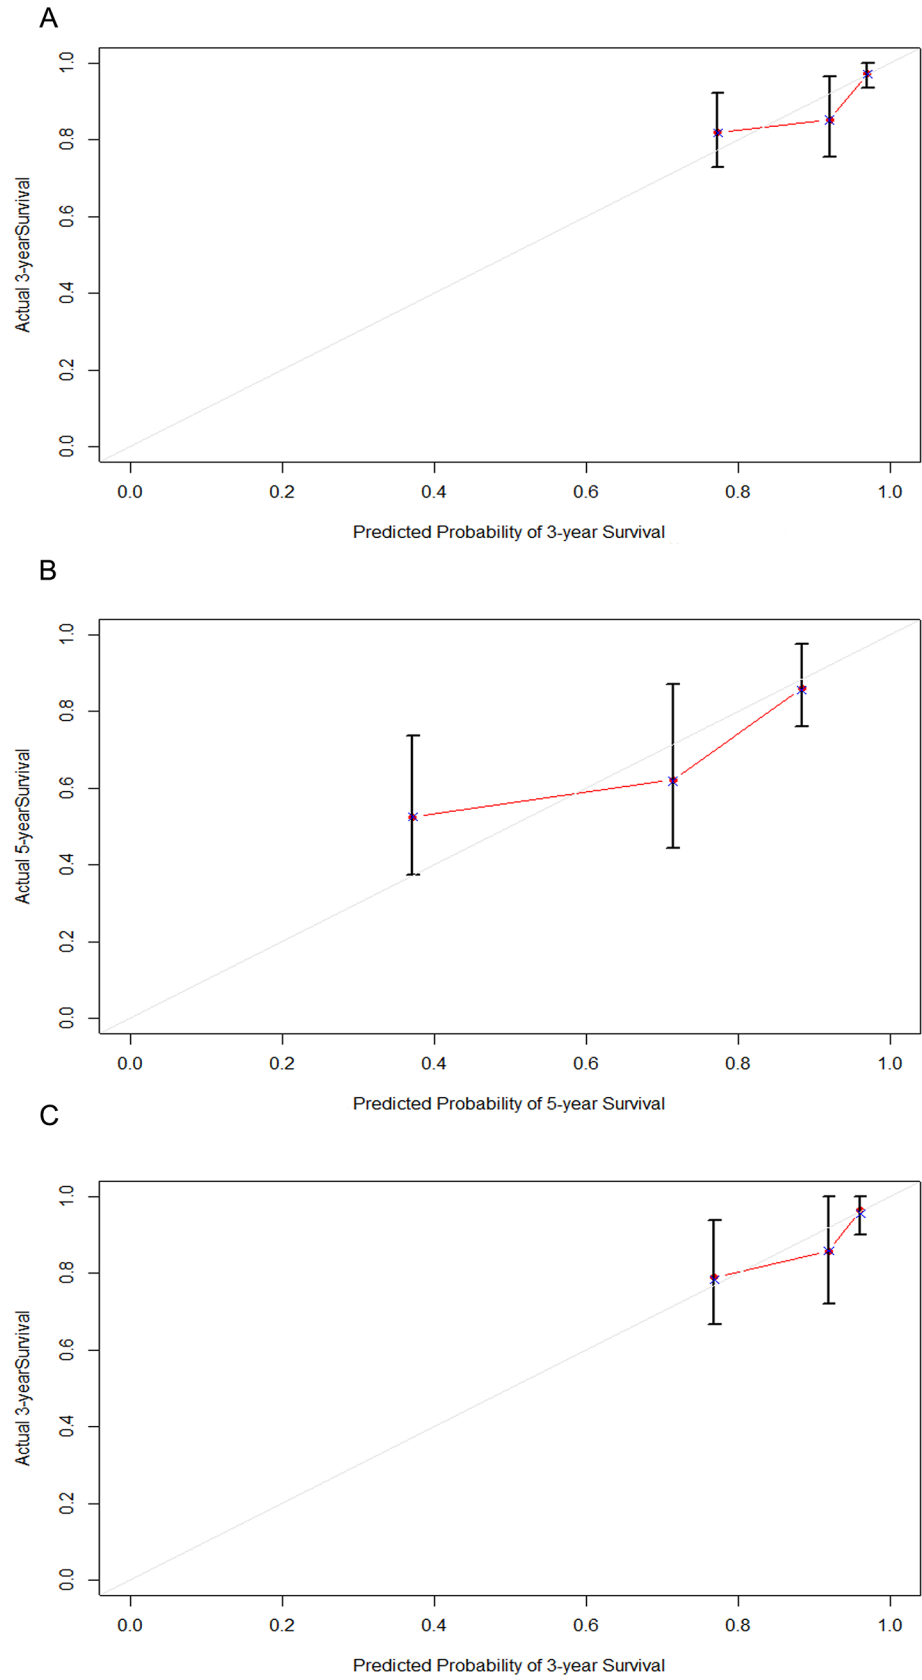 A
1.0
0.8
0.6
0.4
0.2
0.0
Actual 3-yearSurvival
0.0 0.2 0.4 0.6 0.8 1.0
Predicted Probability of 3-year Survival
B
1.0
0.8
0.6
0.4
0.2
0.0
Actual 5-yearSurvival
0.0 0.2 0.4 0.6 0.8 1.0
Predicted Probability of 5-year Survival
C
1.0
0.8
0.6
0.4
0.2
0.0
Actual 3-yearSurvival
0.0 0.2 0.4 0.6 0.8 1.0
Predicted Probability of 3-year Survival